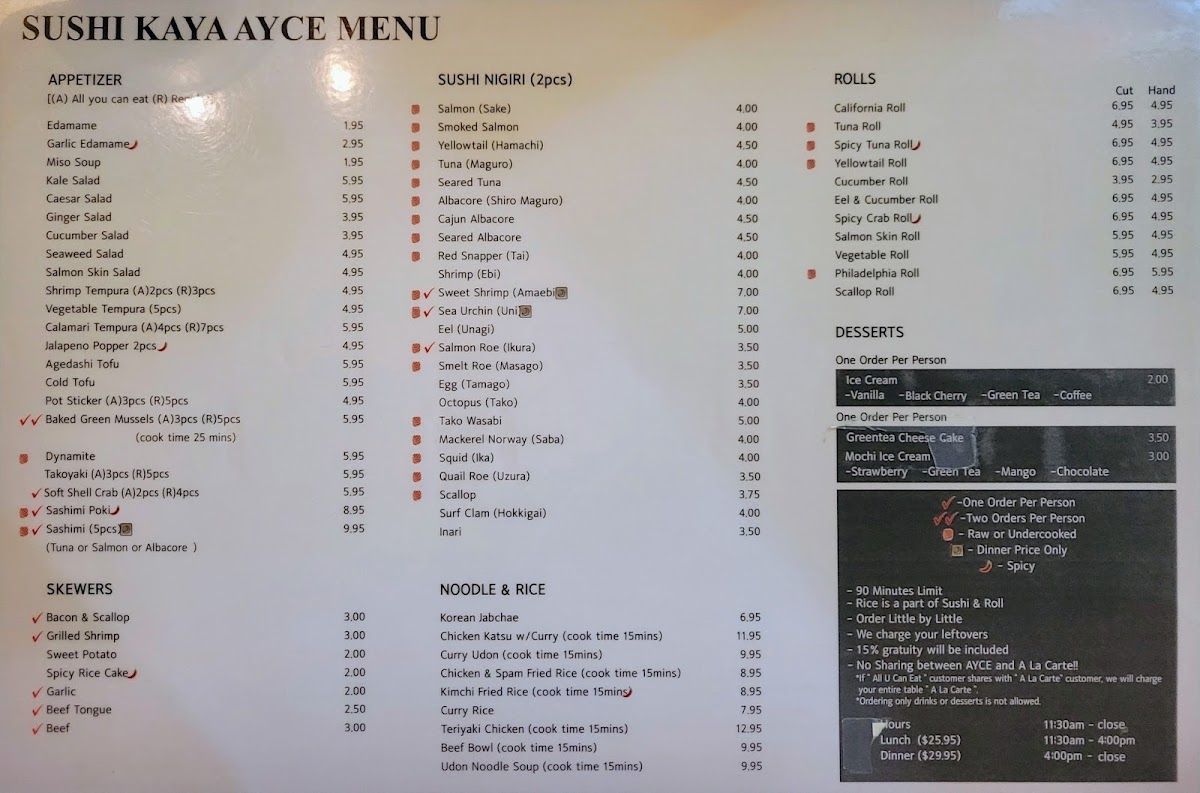 SUSHI KAYA AYCE MENU
APPETIZER
[(A) All you can eat (R)
Edamame 1.95
Garlic Edamame 2.95
Miso Soup 1.95
Kale Salad 5.95
Caesar Salad 5.95
Ginger Salad 3.95
Cucumber Salad 3.95
Seaweed Salad 4.95
Salmon Skin Salad 4.95
Shrimp Tempura (A)2pcs (R)3pcs 4.95
Vegetable Tempura (5pcs) 4.95
Calamari Tempura (A)4pcs (R)7pcs 5.95
Jalapeno Popper 2pcs 4.95
Agedashi Tofu 5.95
Cold Tofu 5.95
Pot Sticker (A)3pcs (R)5pcs 4.95
Baked Green Mussels (A)3pcs (R)5pcs 5.95
(cook time 25 mins)
Dynamite 5.95
Takoyaki (A)3pcs (R)5pcs 5.95
Soft Shell Crab (A)2pcs (R)4pcs 5.95
Sashimi Poki 8.95
Sashimi (5pcs) 9.95
(Tuna or Salmon or Albacore )
SKEWERS
Bacon & Scallop 3.00
Grilled Shrimp 3.00
Sweet Potato 2.00
Spicy Rice Cake 2.00
Garlic 2.00
Beef Tongue 2.50
Beef 3.00
SUSHI NIGIRI (2pcs)
Salmon (Sake) 4.00
Smoked Salmon 4.00
Yellowtail (Hamachi) 4.50
Tuna (Maguro) 4.00
Seared Tuna 4.50
Albacore (Shiro Maguro) 4.00
Cajun Albacore 4.50
Seared Albacore 4.50
Red Snapper (Tai) 4.00
Shrimp (Ebi) 4.00
Sweet Shrimp (Amaebi 7.00
Sea Urchin (Uni) 7.00
Eel (Unagi) 5.00
Salmon Roe (Ikura) 3.50
Smelt Roe (Masago) 3.50
Egg (Tamago) 3.50
Octopus (Tako) 4.00
Tako Wasabi 5.00
Mackerel Norway (Saba) 4.00
Squid (Ika) 4.00
Quail Roe (Uzura) 3.50
Scallop 3.75
Surf Clam (Hokkigai) 4.00
Inari 3.50
NOODLE & RICE
Korean Jabchae 6.95
Chicken Katsu w/Curry (cook time 15mins) 11.95
Curry Udon (cook time 15mins) 9.95
Chicken & Spam Fried Rice (cook time 15mins) 8.95
Kimchi Fried Rice (cook time 15mins) 8.95
Curry Rice 7.95
Teriyaki Chicken (cook time 15mins) 12.95
Beef Bowl (cook time 15mins) 9.95
Udon Noodle Soup (cook time 15mins) 9.95
ROLLS
Cut Hand
California Roll 6.95 4.95
Tuna Roll 4.95 3.95
Spicy Tuna Roll 6.95 4.95
Yellowtail Roll 6.95 4.95
Cucumber Roll 3.95 2.95
Eel & Cucumber Roll 6.95 4.95
Spicy Crab Roll 6.95 4.95
Salmon Skin Roll 5.95 4.95
Vegetable Roll 5.95 4.95
Philadelphia Roll 6.95 5.95
Scallop Roll 6.95 4.95
DESSERTS
One Order Per Person
Ice Cream 2.00
-Vanilla -Black Cherry -Green Tea -Coffee
One Order Per Person
Greentea Cheese Cake 3.50
Mochi Ice Cream 3.00
-Strawberry -Green Tea -Mango -Chocolate
-One Order Per Person
-Two Orders Per Person
- Raw or Undercooked
- Dinner Price Only
- Spicy
- 90 Minutes Limit
- Rice is a part of Sushi & Roll
- Order Little by Little
- We charge your leftovers
- 15% gratuity will be included
- No Sharing between AYCE and A La Carte!!
*If " All U Can Eat " customer shares with " A La Carte" customer, we will charge
your entire table " A La Carte ".
*Ordering only drinks or desserts is not allowed.
Hours 11:30am - close
Lunch ($25.95) 11:30am - 4:00pm
Dinner ($29.95) 4:00pm - close